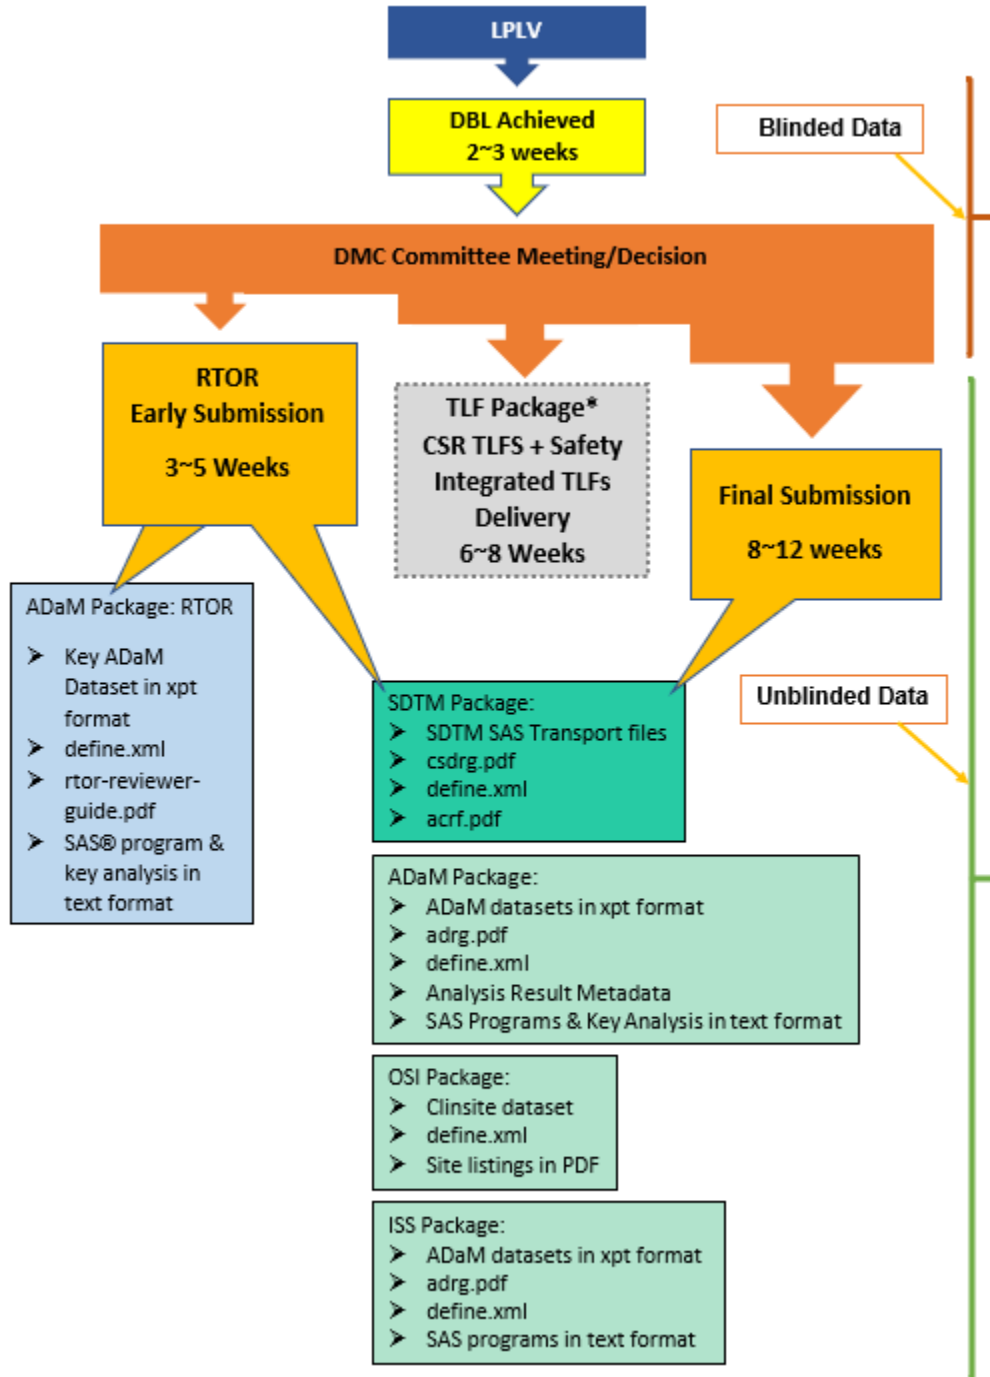 LPLV
DBL Achieved
2~3 weeks
Blinded Data
DMC Committee Meeting/Decision
RTOR
Early Submission
3~5 Weeks
TLF Package*
CSR TLFS + Safety
Integrated TLFs
Delivery
6~8 Weeks
Final Submission
8~12 weeks
ADaM Package: RTOR
➢ Key ADaM
Dataset in xpt
format
➢ define.xml
➢ rtor-reviewer-
guide.pdf
➢ SAS® program &
key analysis in
text format
SDTM Package:
➢ SDTM SAS Transport files
➢ csdrg.pdf
➢ define.xml
➢ acrf.pdf
Unblinded Data
ADaM Package:
➢ ADaM datasets in xpt format
➢ adrg.pdf
➢ define.xml
➢ Analysis Result Metadata
➢ SAS Programs & Key Analysis in text format
OSI Package:
➢ Clinsite dataset
➢ define.xml
➢ Site listings in PDF
ISS Package:
➢ ADaM datasets in xpt format
➢ adrg.pdf
➢ define.xml
➢ SAS programs in text format